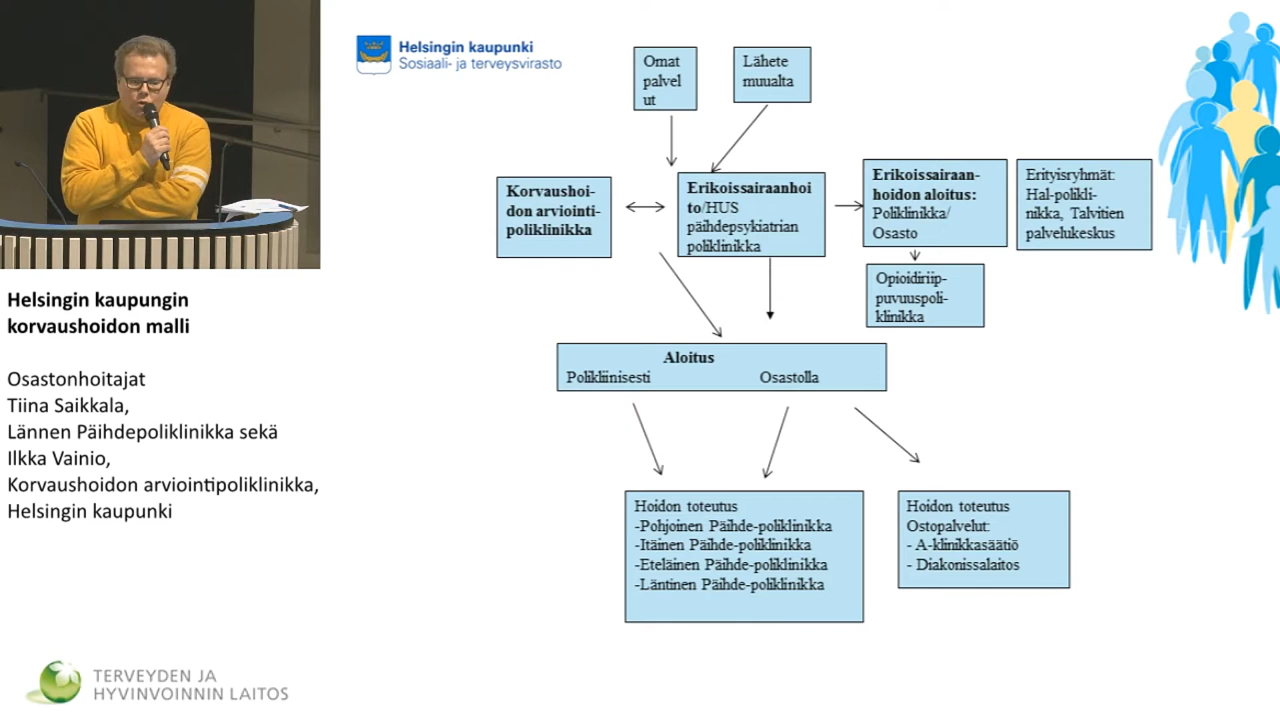 Helsingin kaupunki
Sosiaali- ja terveysvirasto
Omat
palvel
ut
Lähete
muualta
Korvaushoi-
don arviointi-
poliklinikka
Erikoissairaanhoi
to/HUS
päihdepsykiatrian
poliklinikka
Erikoissairaan-
hoidon aloitus:
Poliklinikka/
Osasto
Erityisryhmät:
Hal-polikli-
nikka, Talvitien
palvelukeskus
Opioidiriip-
puvuuspoli-
klinikka
Aloitus
Polikliinisesti Osastolla
Hoidon toteutus
-Pohjoinen Päihde-poliklinikka
-Itäinen Päihde-poliklinikka
-Eteläinen Päihde-poliklinikka
-Läntinen Päihde-poliklinikka
Hoidon toteutus
Ostopalvelut:
- A-klinikkasäätiö
- Diakonissalaitos
Helsingin kaupungin
korvaushoidon malli
Osastonhoitajat
Tiina Saikkala,
Lännen Päihdepoliklinikka sekä
Ilkka Vainio,
Korvaushoidon arviointipoliklinikka,
Helsingin kaupunki
TERVEYDEN JA
HYVINVOINNIN LAITOS